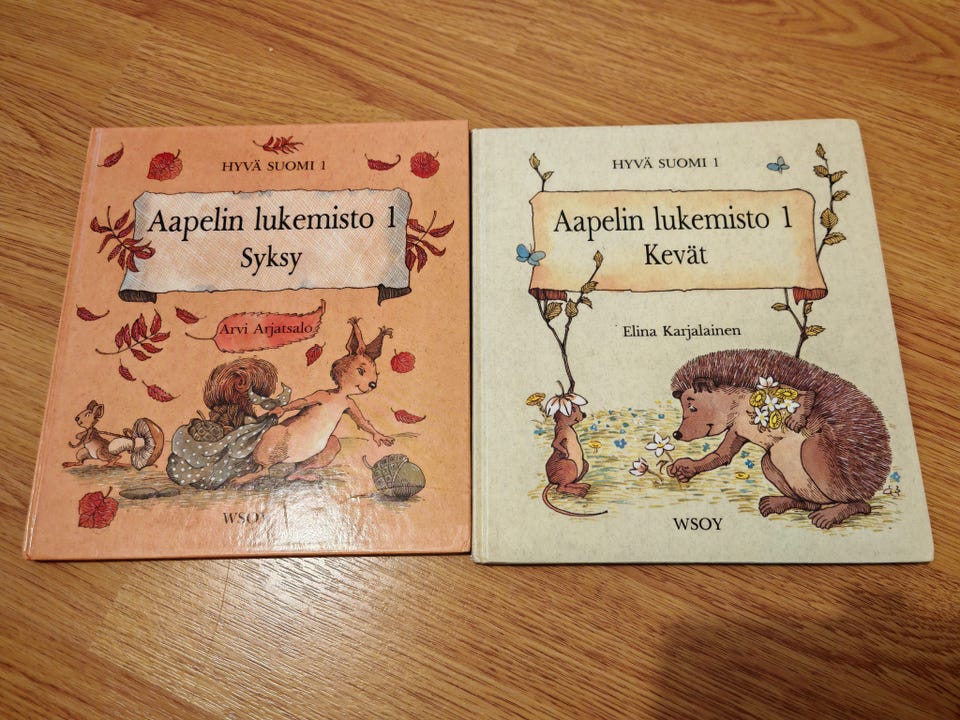 HYVÄ SUOMI 1
Aapelin lukemisto 1
Syksy
Arvi Arjatsalo
WSOY
HYVÄ SUOMI 1
Aapelin lukemisto 1
Kevät
Elina Karjalainen
WSOY